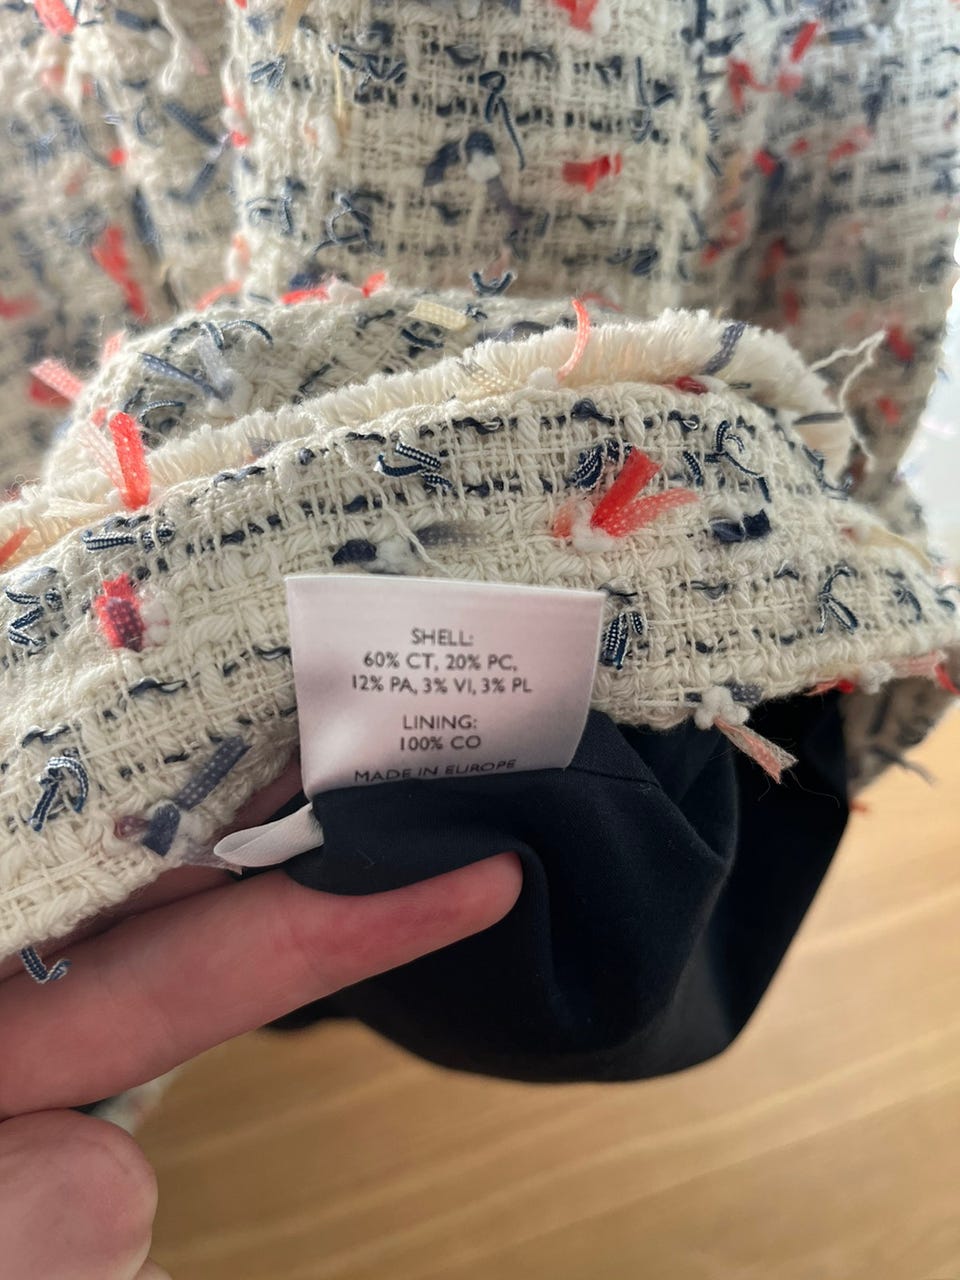 SHELL:
60% CT, 20% PC,
12% PA, 3% VI, 3% PL
LINING:
100% CO
MADE IN EUROPE